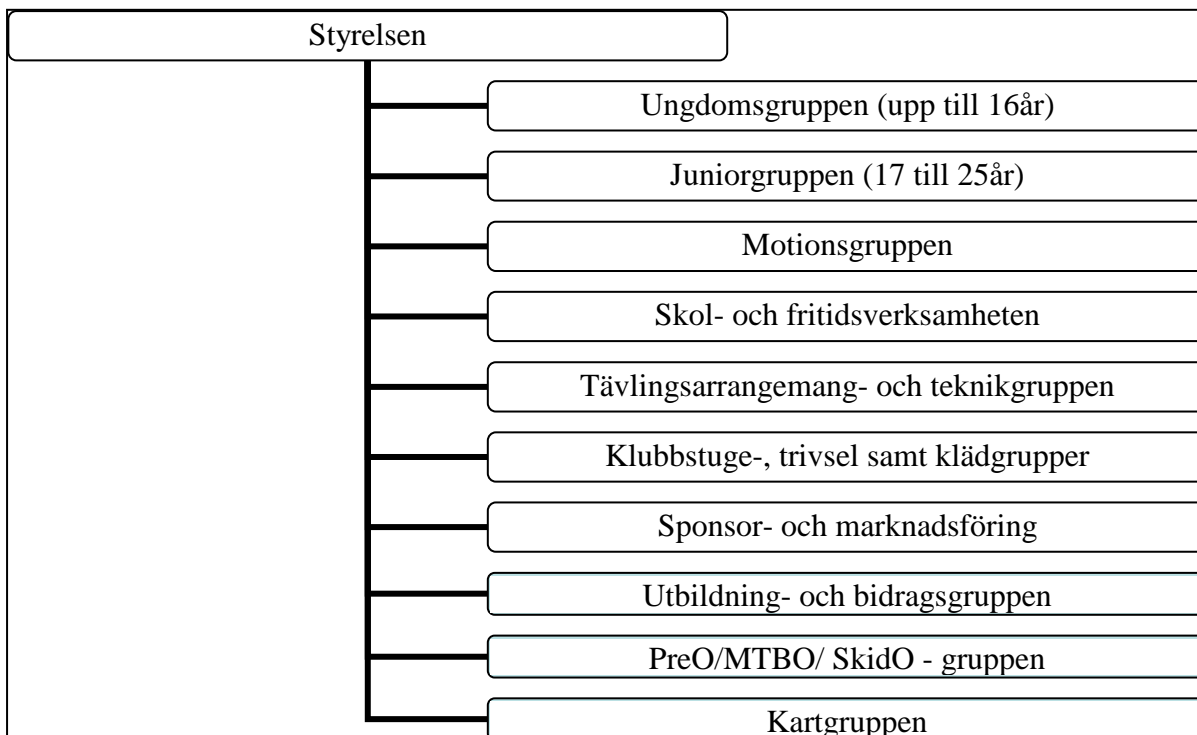 Styrelsen
Ungdomsgruppen (upp till 16år)
Juniorgruppen (17 till 25år)
Motionsgruppen
Skol- och fritidsverksamheten
Tävlingsarrangemang- och teknikgruppen
Klubbstuge-, trivsel samt klädgrupper
Sponsor- och marknadsföring
Utbildning- och bidragsgruppen
PreO/MTBO/ SkidO - gruppen
Kartgruppen